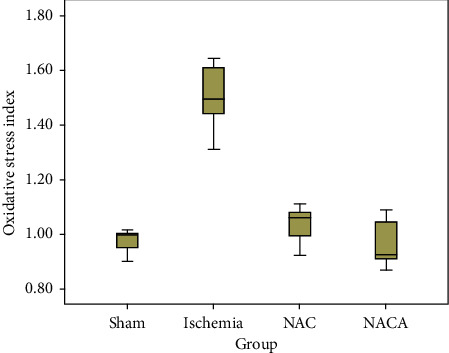 Oxidative stress index
1.80
1.60
1.40
1.20
1.00
0.80
Sham
Ischemia
NAC
NACA
Group